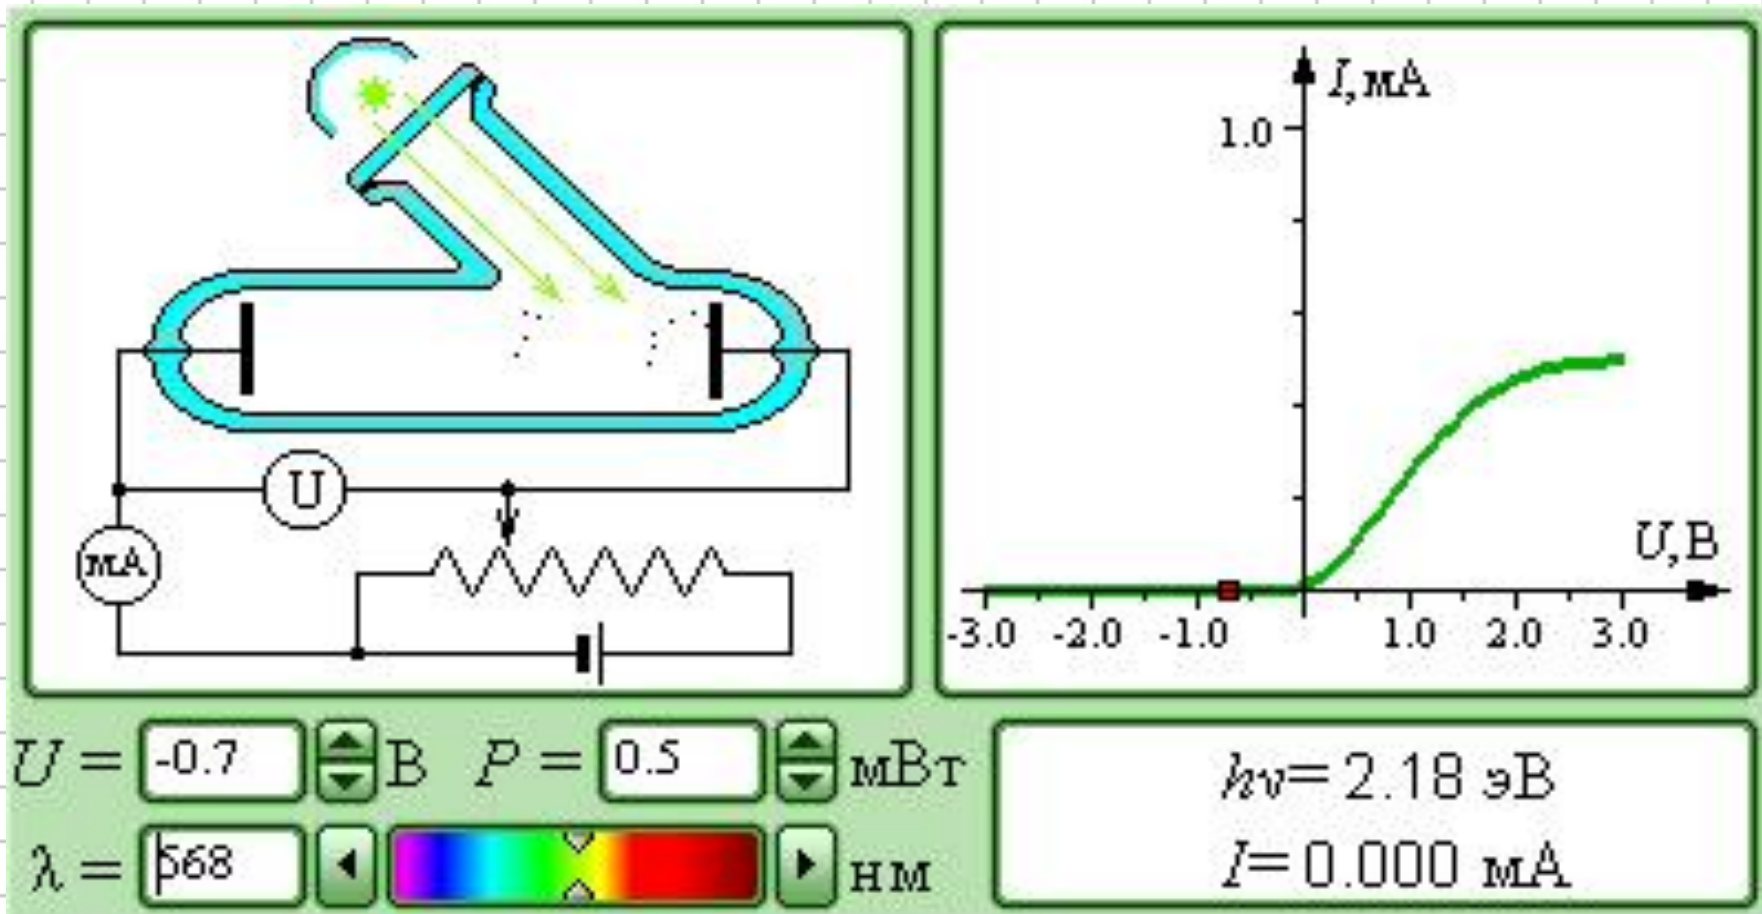 U
мА
I,мА
1.0
U,В
-3.0 -2.0 -1.0 1.0 2.0 3.0
U = -0.7 В P = 0.5 мВт
λ = 568 нм
hν= 2.18 эВ
I= 0.000 мА